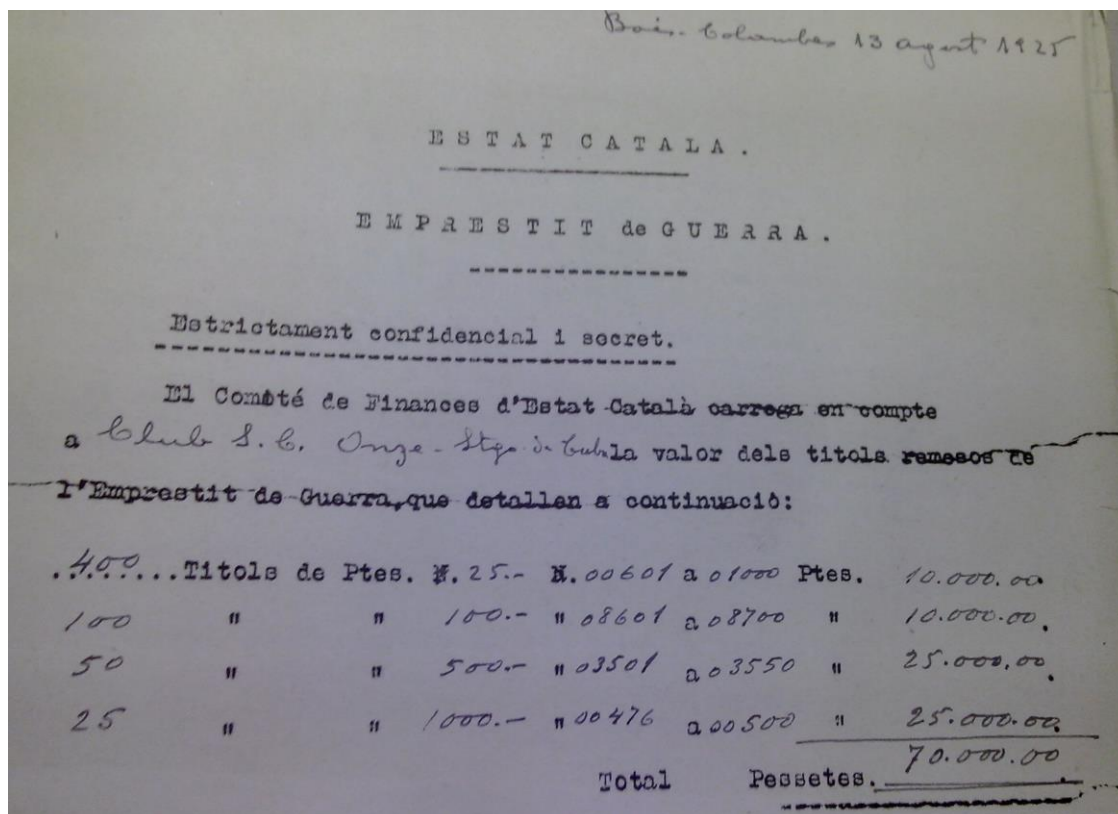 Bois-Colombes 13 agost 1925
ESTAT CATALA.
EMPRESTIT de GUERRA.
Estrictament confidencial i secret.
El Comité de Finances d'Estat Català carrega en compte
a Club S. C. Onze - Stgo de Cuba la valor dels titols remesos de
l'Emprestit de Guerra, que detallen a continuació:
.400...Titols de Ptes. 25.- N. 00601 a 01000 Ptes. 10.000.00
100 " " 100.- " 08601 a 08700 " 10.000.00.
50 " " 500.- " 03501 a 03550 " 25.000.00.
25 " " 1000.- " 00476 a 00500 " 25.000.00.
Total Pessetes. 70.000.00